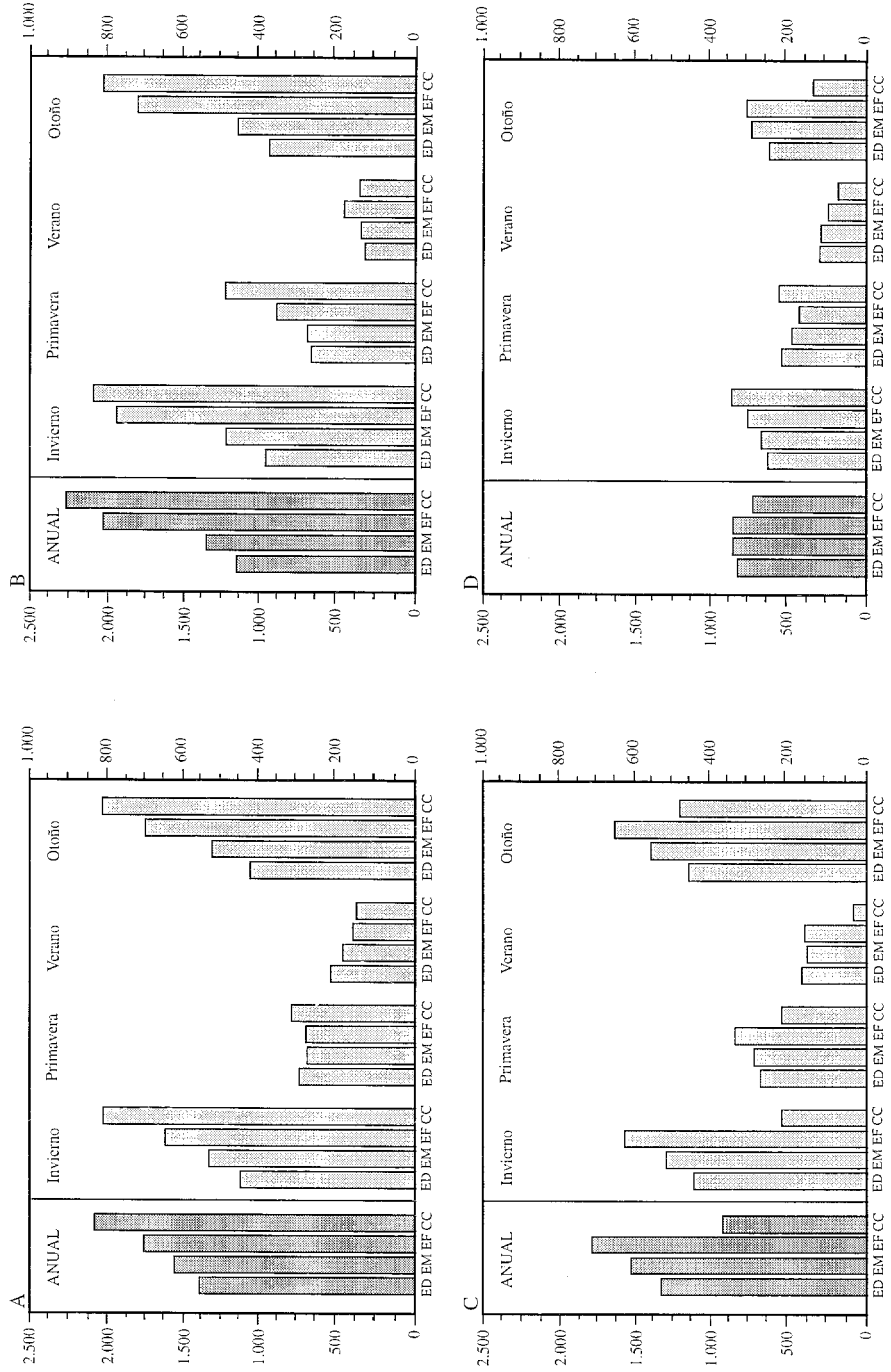 A
2.500
2.000
1.500
1.000
500
0
1.000
800
600
400
200
0
ANUAL
Invierno
Primavera
Verano
Otoño
ED EM EF CC
ED EM EF CC
ED EM EF CC
ED EM EF CC
ED EM EF CC
B
2.500
2.000
1.500
1.000
500
0
1.000
800
600
400
200
0
ANUAL
Invierno
Primavera
Verano
Otoño
ED EM EF CC
ED EM EF CC
ED EM EF CC
ED EM EF CC
ED EM EF CC
C
2.500
2.000
1.500
1.000
500
0
1.000
800
600
400
200
0
ANUAL
Invierno
Primavera
Verano
Otoño
ED EM EF CC
ED EM EF CC
ED EM EF CC
ED EM EF CC
ED EM EF CC
D
2.500
2.000
1.500
1.000
500
0
1.000
800
600
400
200
0
ANUAL
Invierno
Primavera
Verano
Otoño
ED EM EF CC
ED EM EF CC
ED EM EF CC
ED EM EF CC
ED EM EF CC